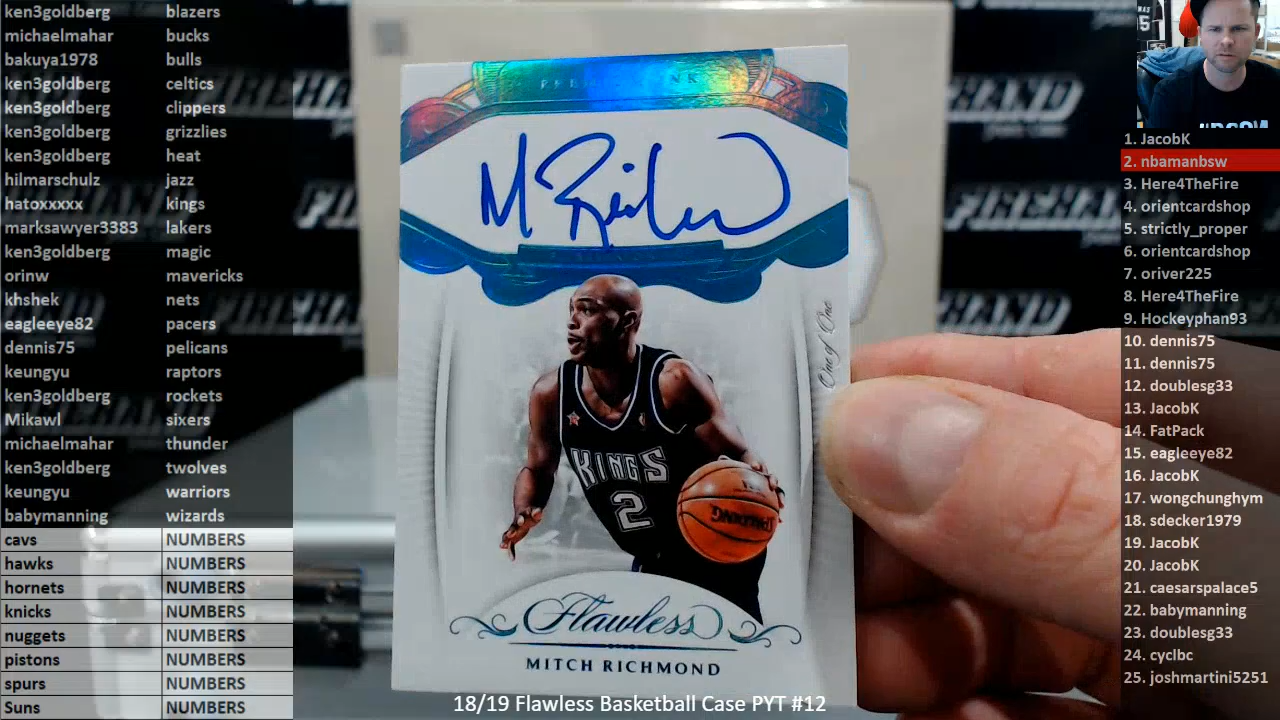 ken3goldberg blazers
michaelmahar bucks
bakuya1978 bulls
ken3goldberg celtics
ken3goldberg clippers
ken3goldberg grizzlies
ken3goldberg heat
hilmarschulz jazz
hatoxxxxx kings
marksawyer3383 lakers
ken3goldberg magic
orinw mavericks
khshek nets
eagleeye82 pacers
dennis75 pelicans
keungyu raptors
ken3goldberg rockets
Mikawl sixers
michaelmahar thunder
ken3goldberg twolves
keungyu warriors
babymanning wizards
cavs NUMBERS
hawks NUMBERS
hornets NUMBERS
knicks NUMBERS
nuggets NUMBERS
pistons NUMBERS
spurs NUMBERS
Suns NUMBERS
M Rich
One of One
KINGS
2
SPALDING
Flawless
MITCH RICHMOND
18/19 Flawless Basketball Case PYT #12
FIREHAND
FIREHAND
1. JacobK
2. nbamanbsw
3. Here4TheFire
4. orientcardshop
5. strictly_proper
6. orientcardshop
7. oriver225
8. Here4TheFire
9. Hockeyphan93
10. dennis75
11. dennis75
12. doublesg33
13. JacobK
14. FatPack
15. eagleeye82
16. JacobK
17. wongchunghym
18. sdecker1979
19. JacobK
20. JacobK
21. caesarspalace5
22. babymanning
23. doublesg33
24. cyclbc
25. joshmartini5251